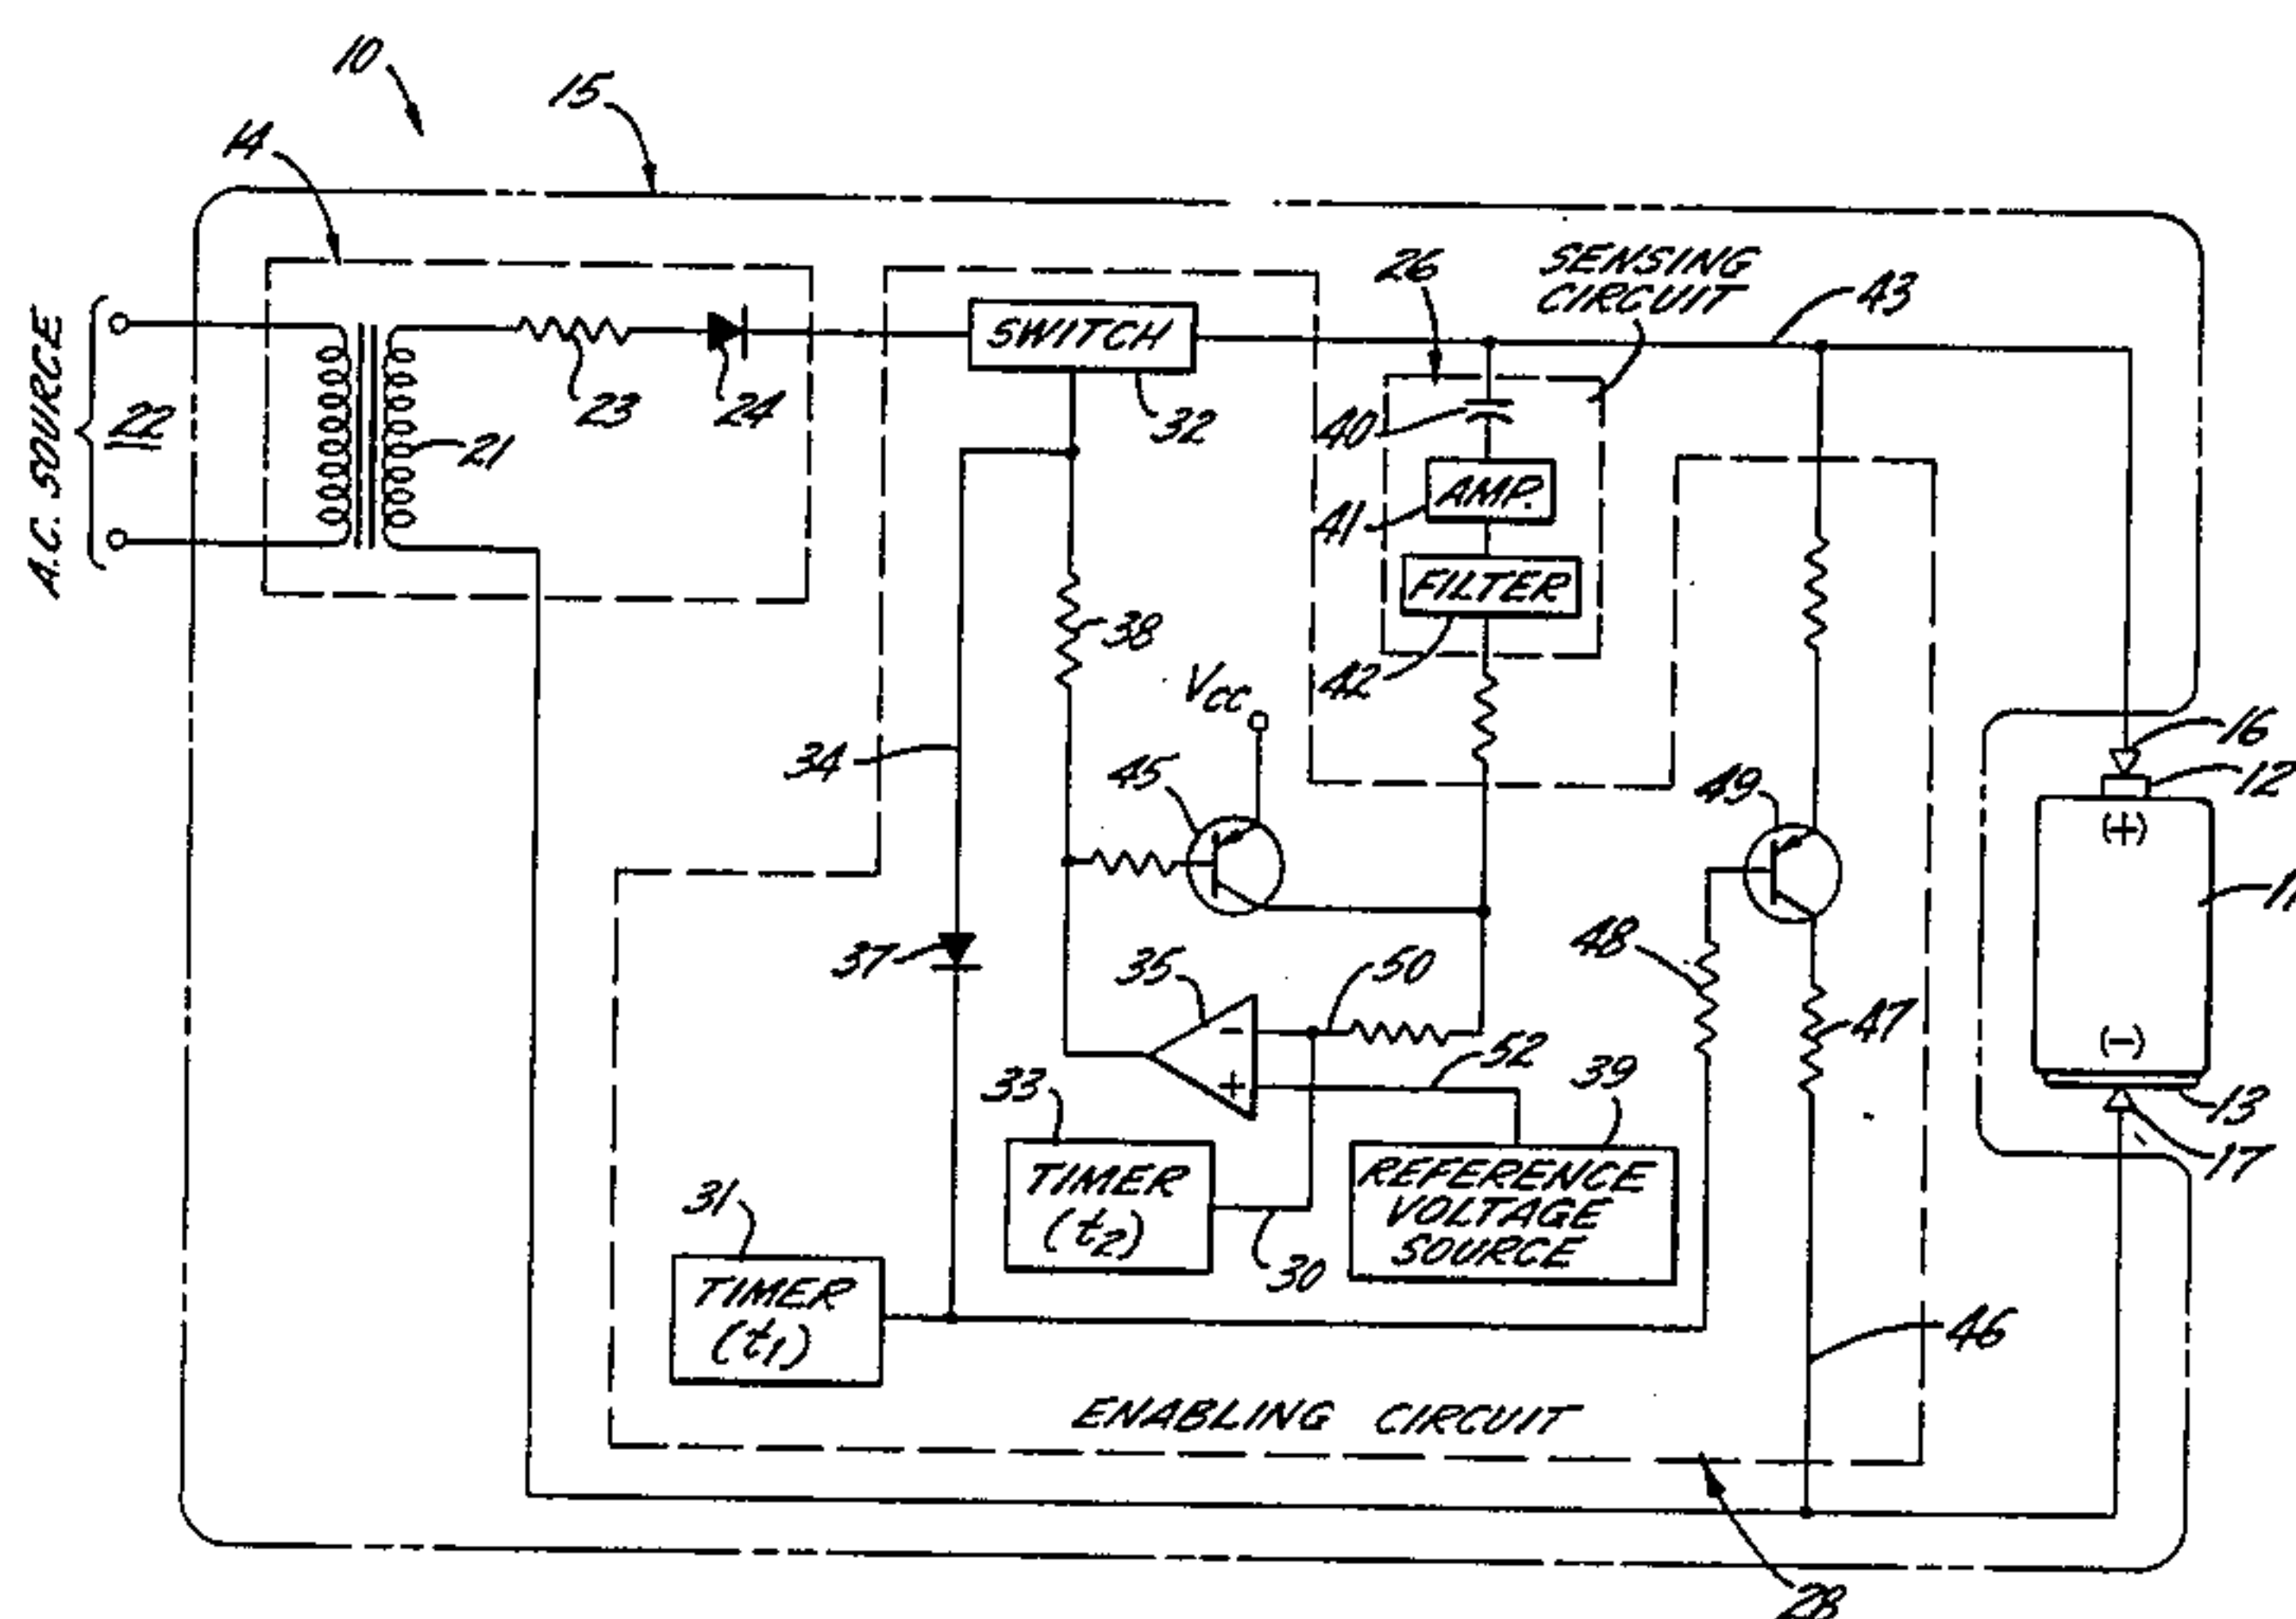 10
15
14
A.C. SOURCE
22
21
23
24
SWITCH
32
26
SENSING
CIRCUIT
43
40
AMP.
41
FILTER
42
38
34
VCC
45
49
16
12
(+)
11
(-)
13
17
37
35
-
+
50
52
48
47
39
33
TIMER
(t2)
30
REFERENCE
VOLTAGE
SOURCE
31
TIMER
(t1)
46
ENABLING CIRCUIT
28